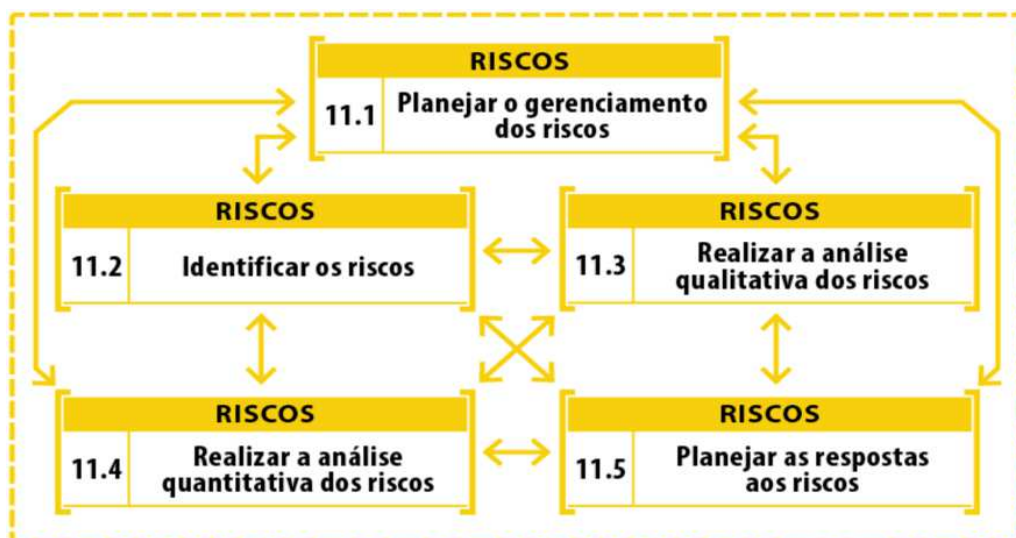 RISCOS
11.1
Planejar o gerenciamento
dos riscos
RISCOS
11.2
Identificar os riscos
RISCOS
11.3
Realizar a análise
qualitativa dos riscos
RISCOS
11.4
Realizar a análise
quantitativa dos riscos
RISCOS
11.5
Planejar as respostas
aos riscos